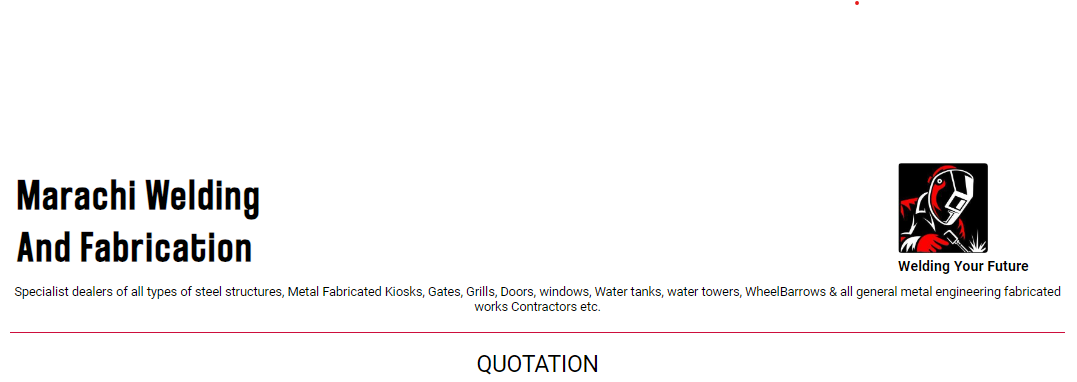 Marachi Welding
And Fabrication
Welding Your Future
Specialist dealers of all types of steel structures, Metal Fabricated Kiosks, Gates, Grills, Doors, windows, Water tanks, water towers, WheelBarrows & all general metal engineering fabricated
works Contractors etc.
QUOTATION